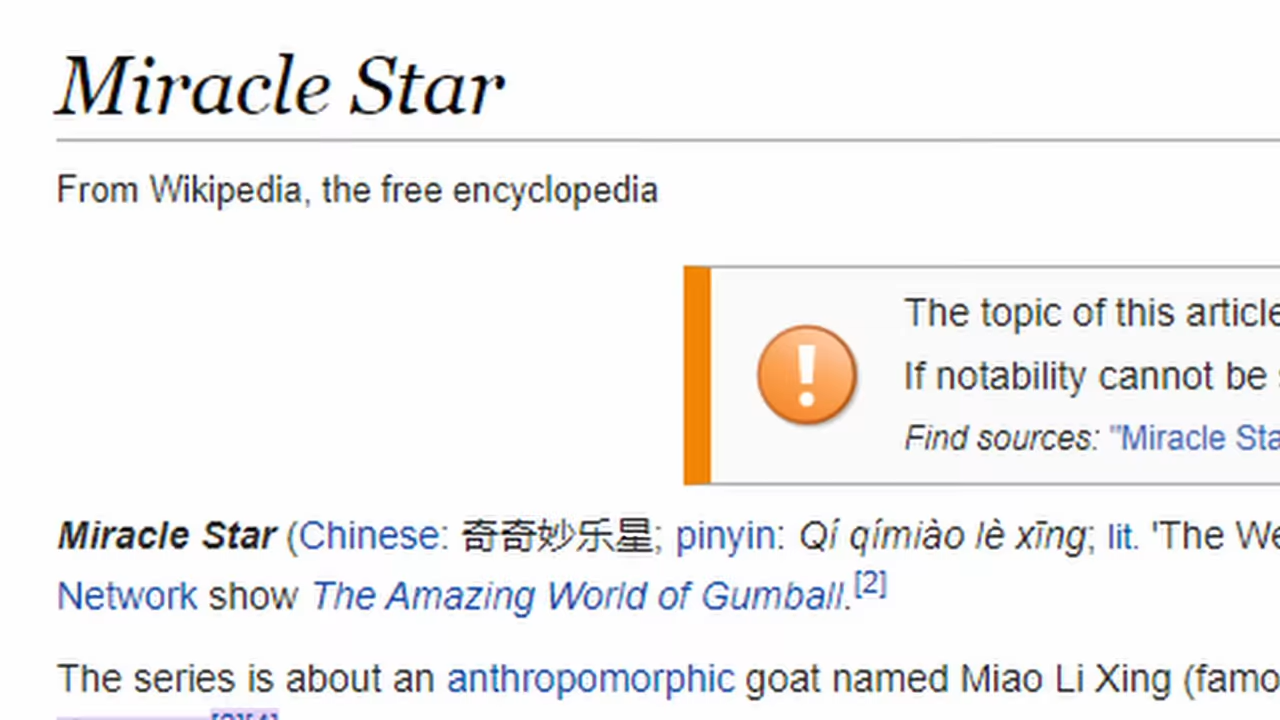 Miracle Star
From Wikipedia, the free encyclopedia
The topic of this article
If notability cannot be
Find sources: "Miracle Sta
Miracle Star (Chinese: 奇奇妙乐星; pinyin: Qí qímiào lè xīng; lit. 'The We
Network show The Amazing World of Gumball.[2]
The series is about an anthropomorphic goat named Miao Li Xing (famo
[3][4]